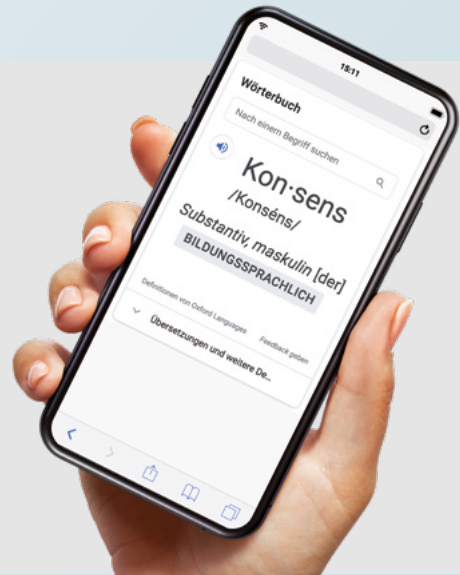 15:11
Wörterbuch
Nach einem Begriff suchen
Kon·sens
/Konséns/
Substantiv, maskulin [der]
BILDUNGSSPRACHLICH
Definitionen von Oxford Languages
Feedback geben
Übersetzungen und weitere De...